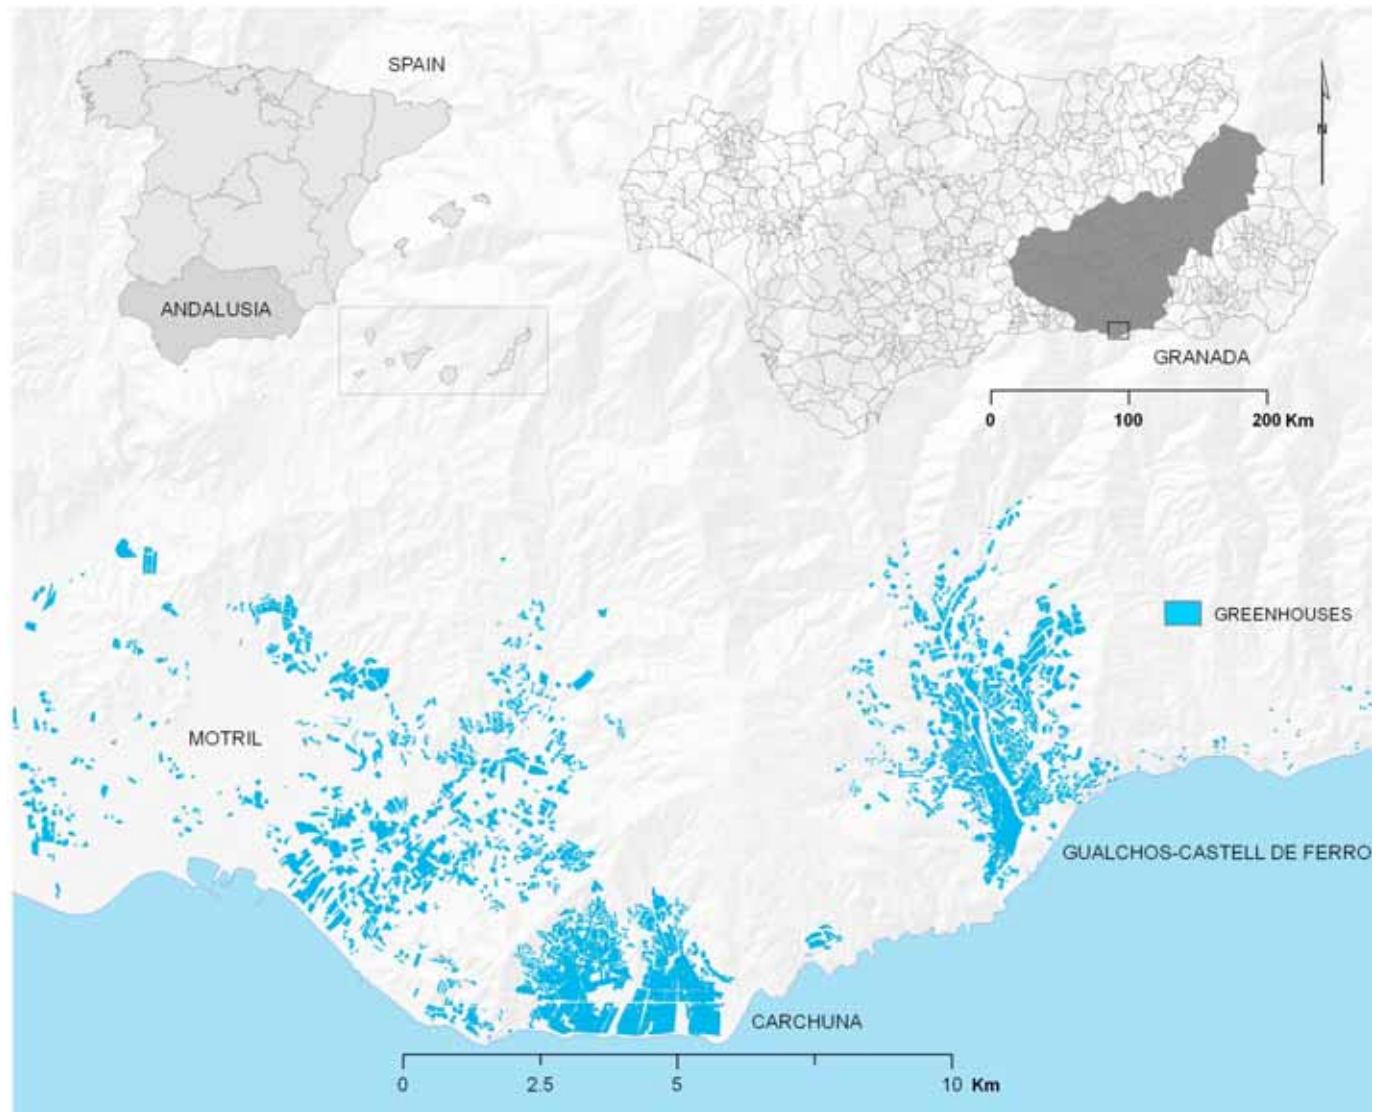 SPAIN
N
ANDALUSIA
GRANADA
0 100 200 Km
GREENHOUSES
MOTRIL
GUALCHOS-CASTELL DE FERRO
CARCHUNA
0 2.5 5 10 Km